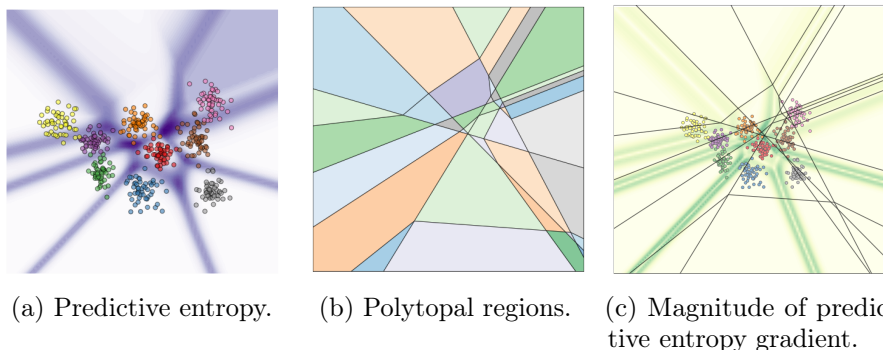 (a) Predictive entropy.
(b) Polytopal regions.
(c) Magnitude of predic
tive entropy gradient.